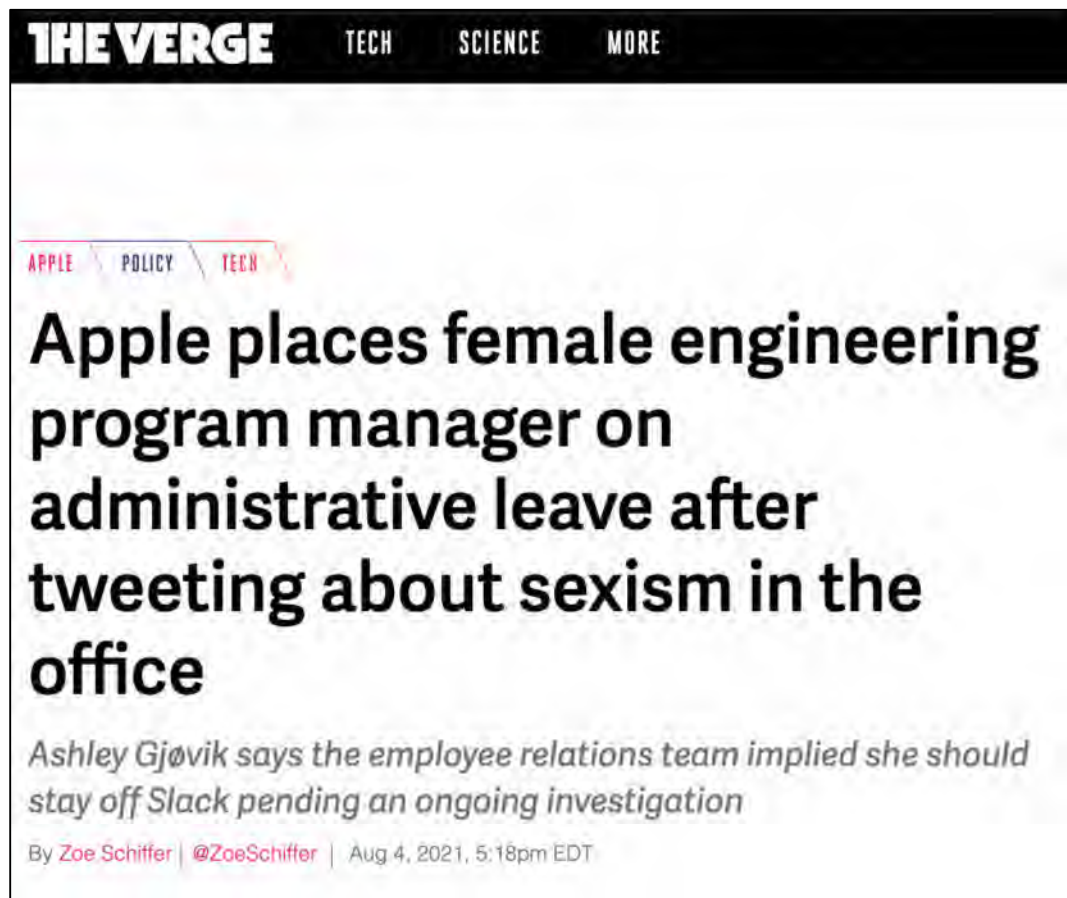 THE VERGE TECH SCIENCE MORE
APPLE POLICY TECH
Apple places female engineering
program manager on
administrative leave after
tweeting about sexism in the
office
Ashley Gjøvik says the employee relations team implied she should
stay off Slack pending an ongoing investigation
By Zoe Schiffer | @ZoeSchiffer | Aug 4, 2021, 5:18pm EDT